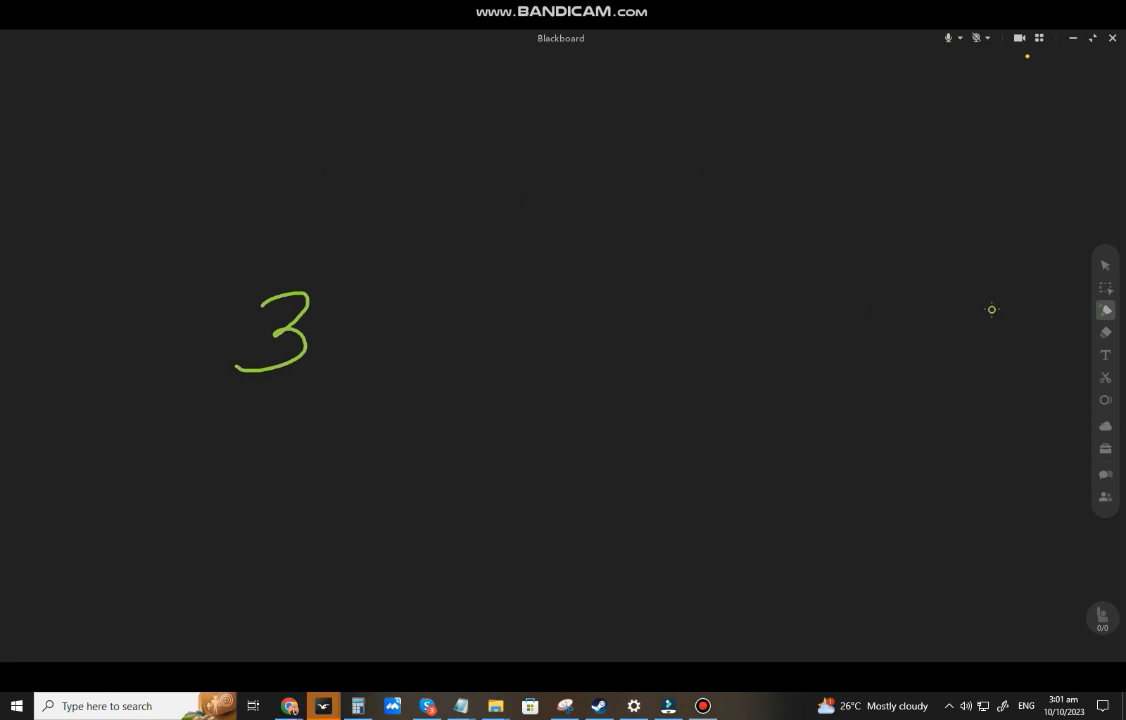 www.BANDICAM.com
Blackboard
3
T
0/0
Type here to search
3
26°C Mostly cloudy
ENG
3:01 am
10/10/2023